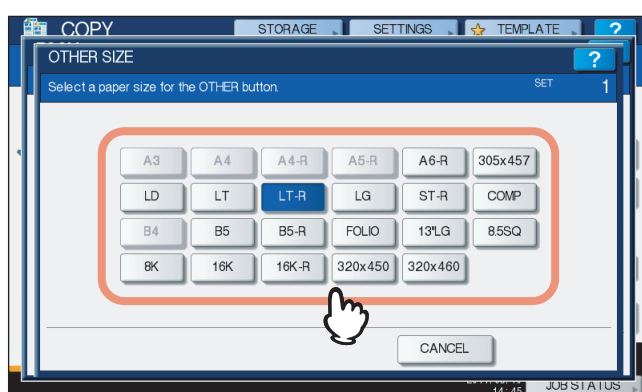 COPY STORAGE SETTINGS TEMPLATE ?
OTHER SIZE ?
Select a paper size for the OTHER button. SET 1
A3 A4 A4-R A5-R A6-R 305x457
LD LT LT-R LG ST-R COMP
B4 B5 B5-R FOLIO 13"LG 8.5SQ
8K 16K 16K-R 320x450 320x460
CANCEL
14:45 JOB STATUS